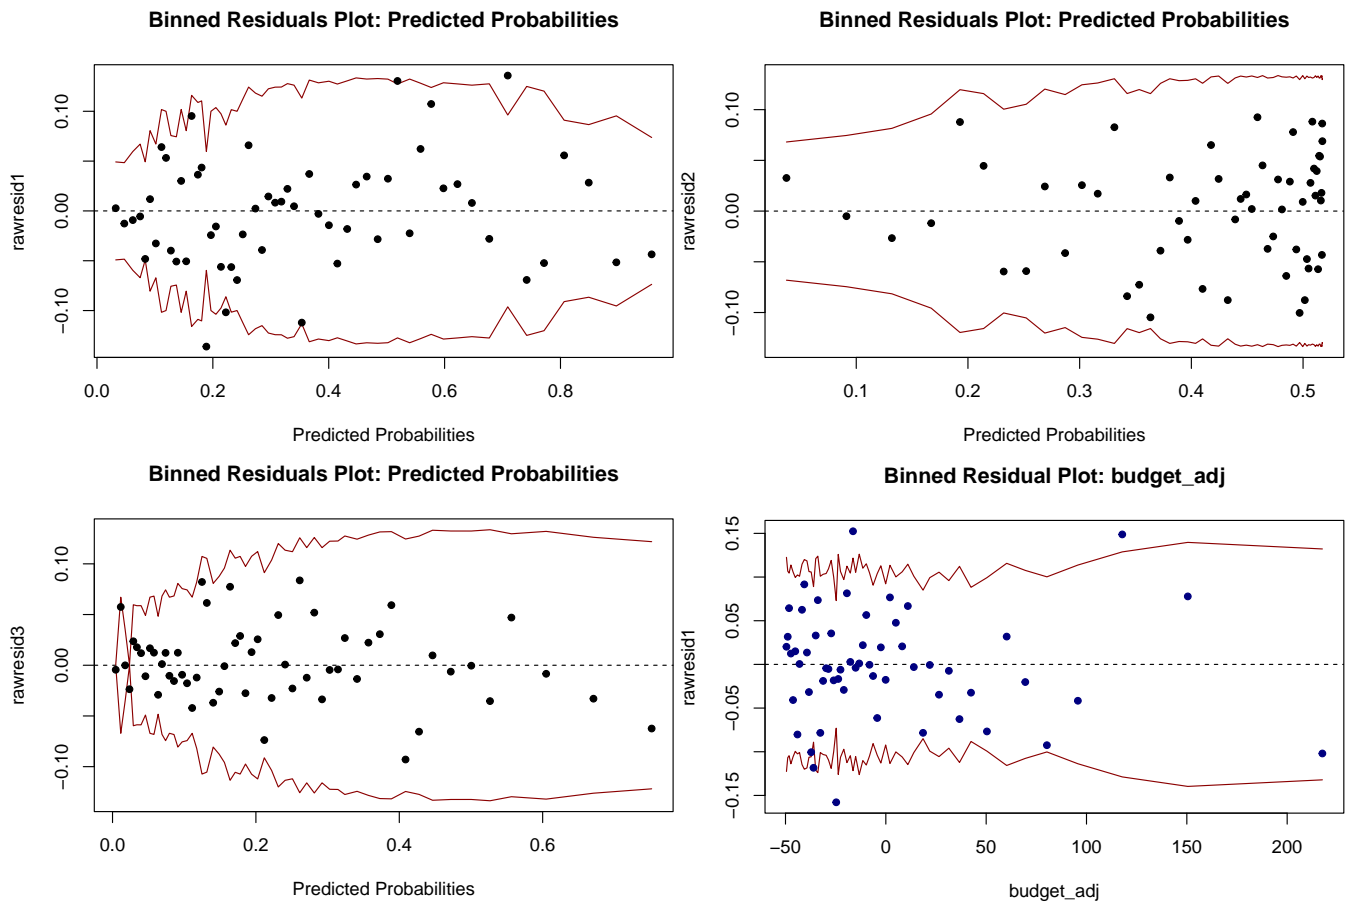 Binned Residuals Plot: Predicted Probabilities
rawresid1
0.10
0.00
−0.10
0.0 0.2 0.4 0.6 0.8
Predicted Probabilities
Binned Residuals Plot: Predicted Probabilities
rawresid2
0.10
0.00
−0.10
0.1 0.2 0.3 0.4 0.5
Predicted Probabilities
Binned Residuals Plot: Predicted Probabilities
rawresid3
0.10
0.00
−0.10
0.0 0.2 0.4 0.6
Predicted Probabilities
Binned Residual Plot: budget_adj
rawresid1
0.15
0.05
−0.05
−0.15
−50 0 50 100 150 200
budget_adj